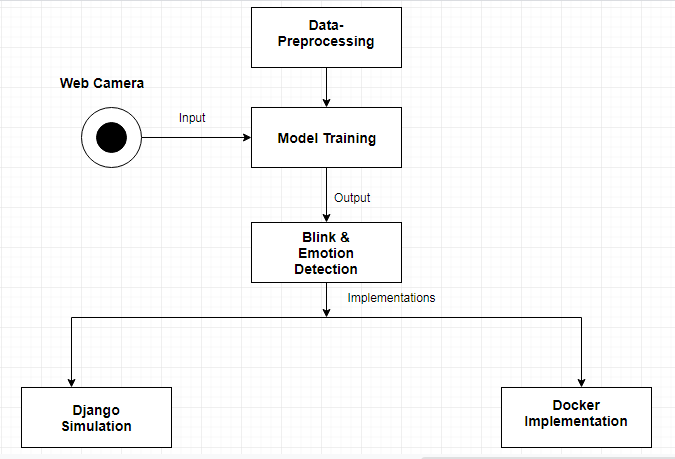 Data-
Preprocessing
Web Camera
Input
Model Training
Output
Blink &
Emotion
Detection
Implementations
Django
Simulation
Docker
Implementation